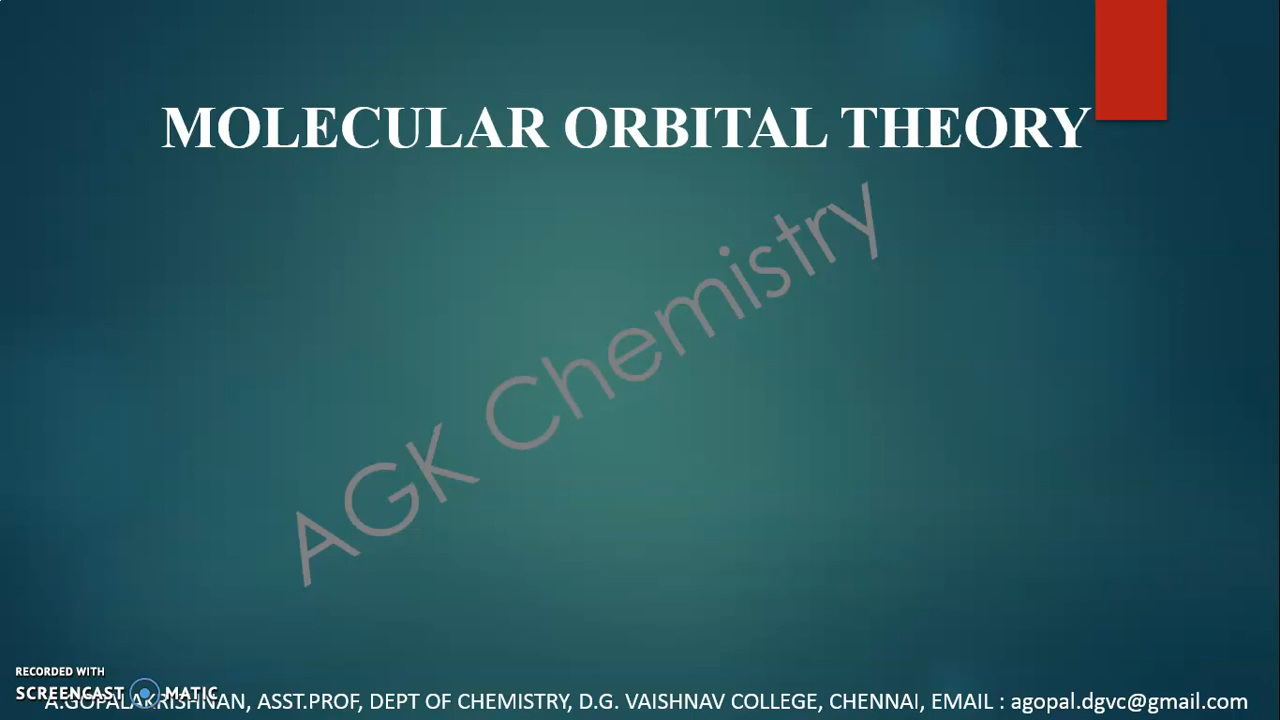 MOLECULAR ORBITAL THEORY
AGK Chemistry
RECORDED WITH
SCREENCAST MATIC
A.GOPALAKRISHNAN, ASST.PROF, DEPT OF CHEMISTRY, D.G. VAISHNAV COLLEGE, CHENNAI, EMAIL : agopal.dgvc@gmail.com